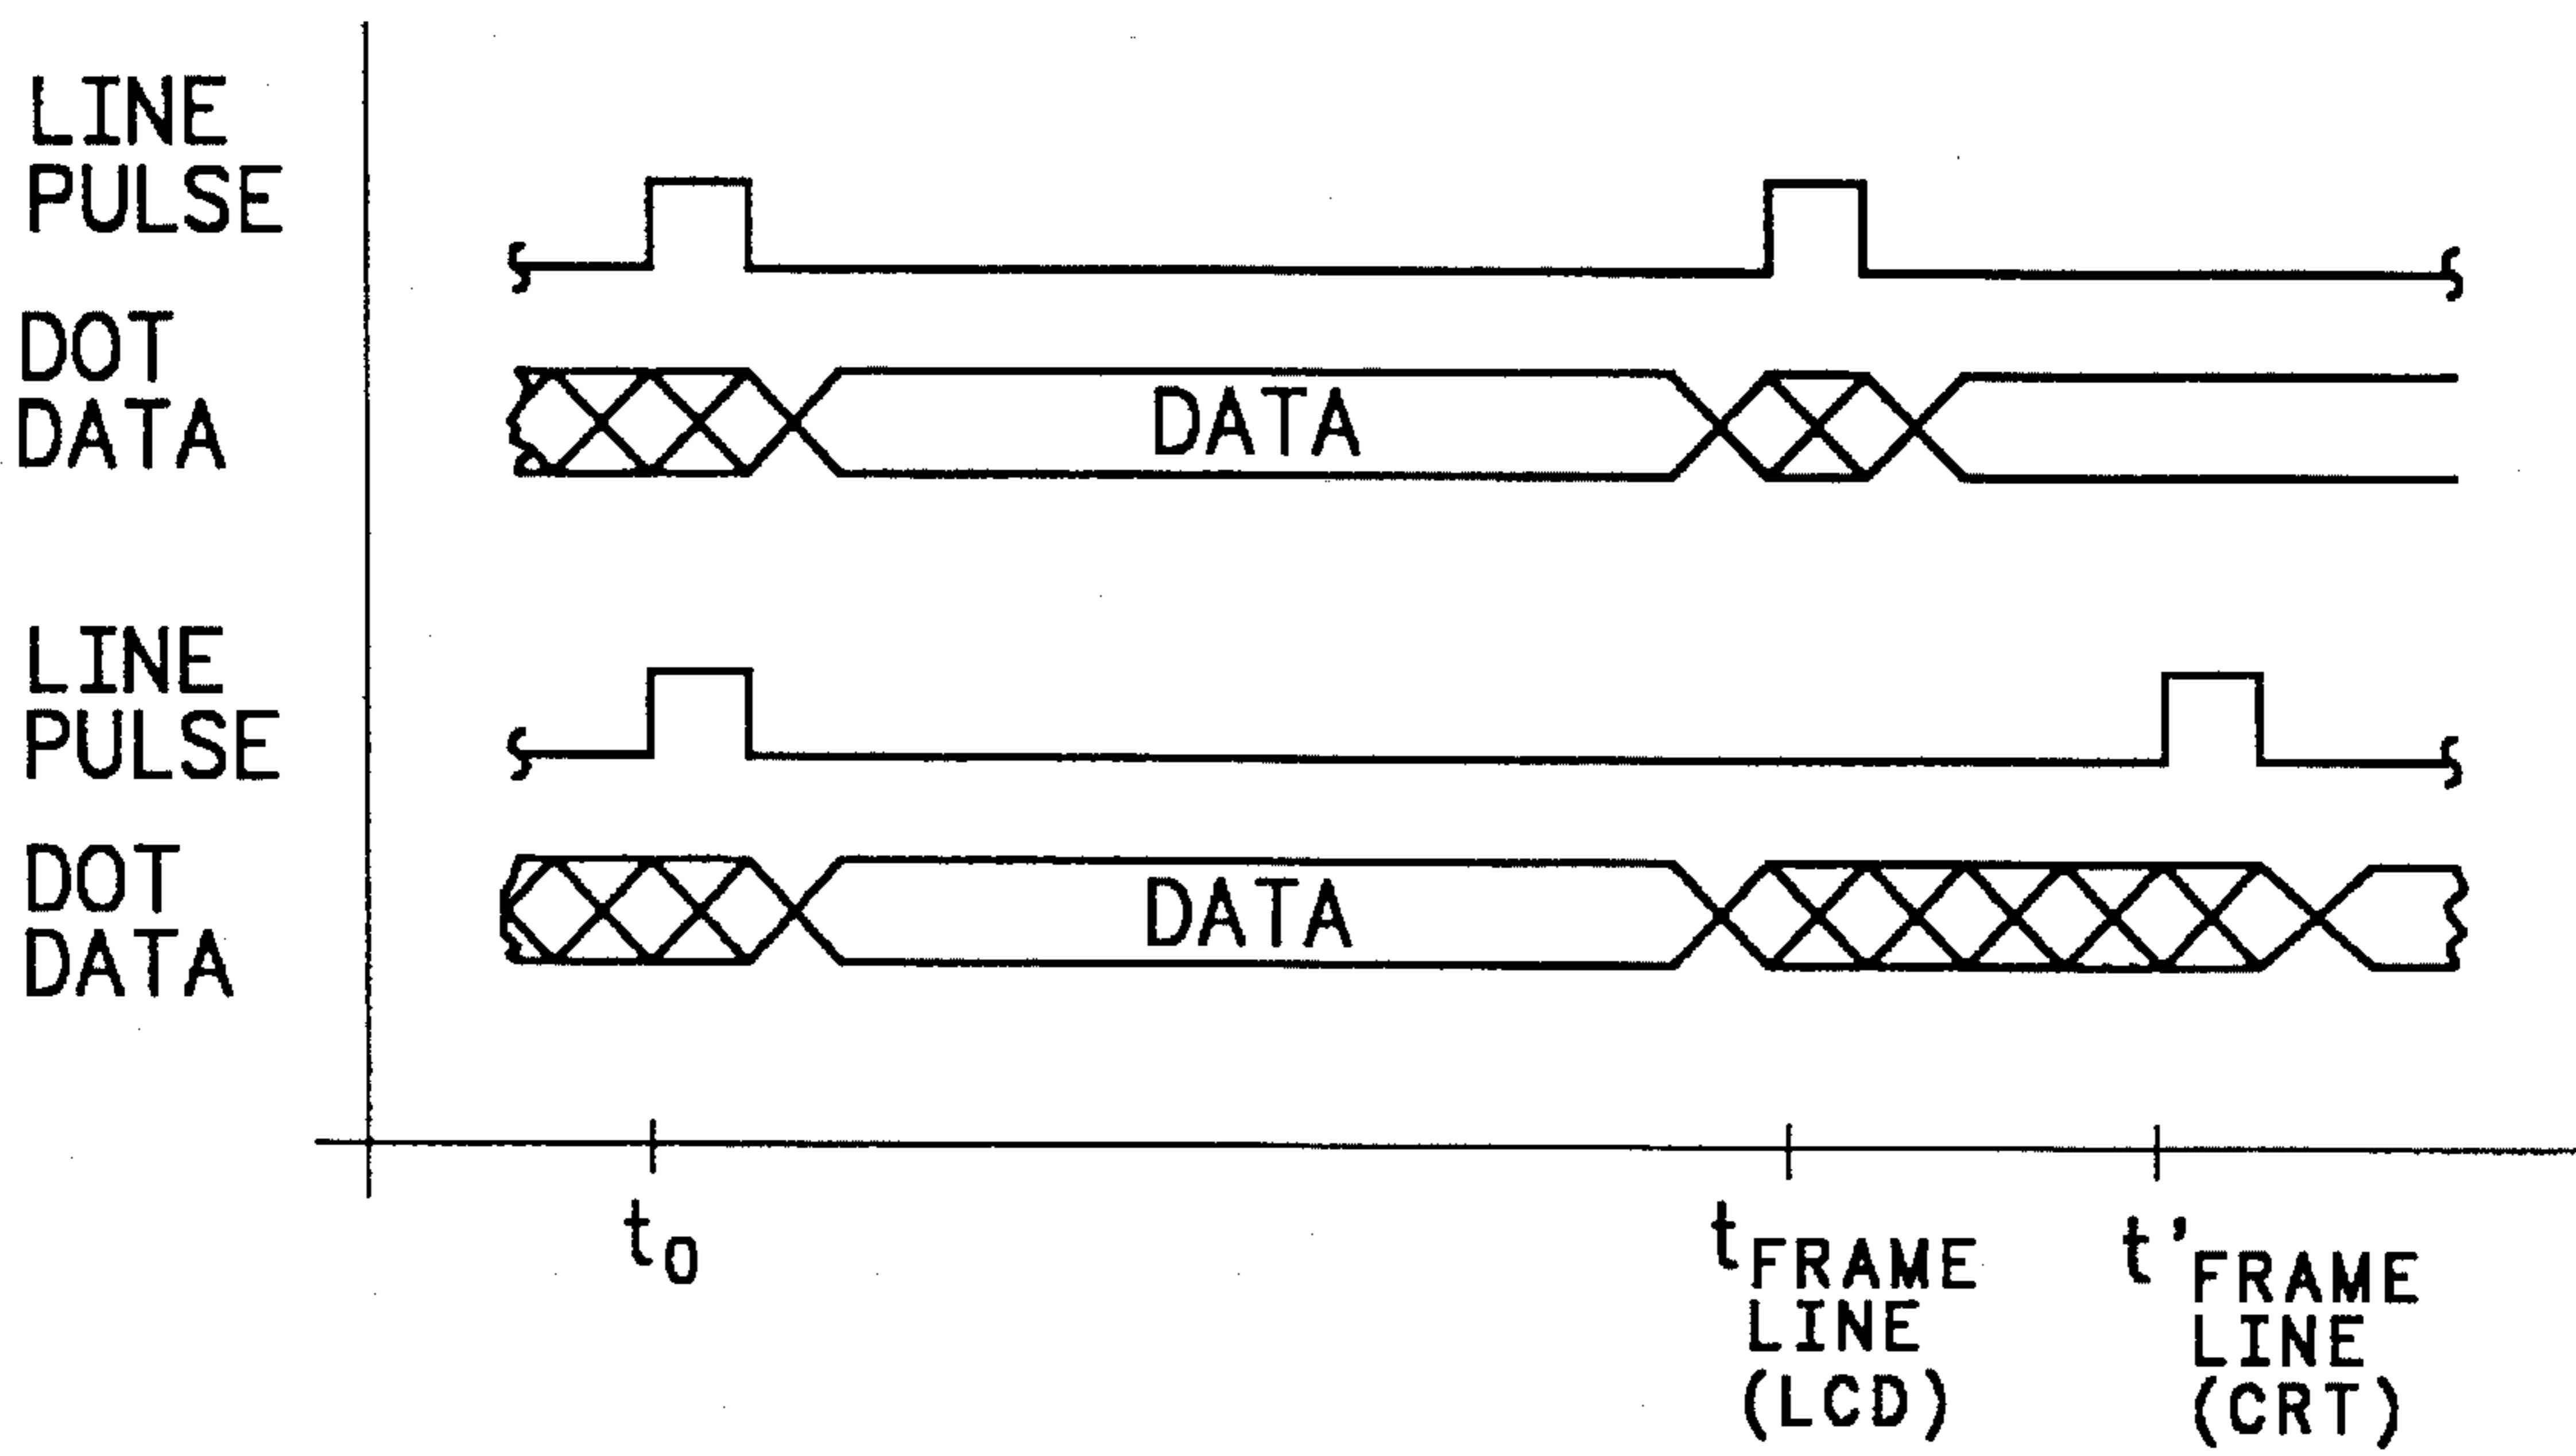 LINE
PULSE
DOT
DATA
DATA
LINE
PULSE
DOT
DATA
DATA
t0
tFRAME
LINE
(LCD)
t'FRAME
LINE
(CRT)